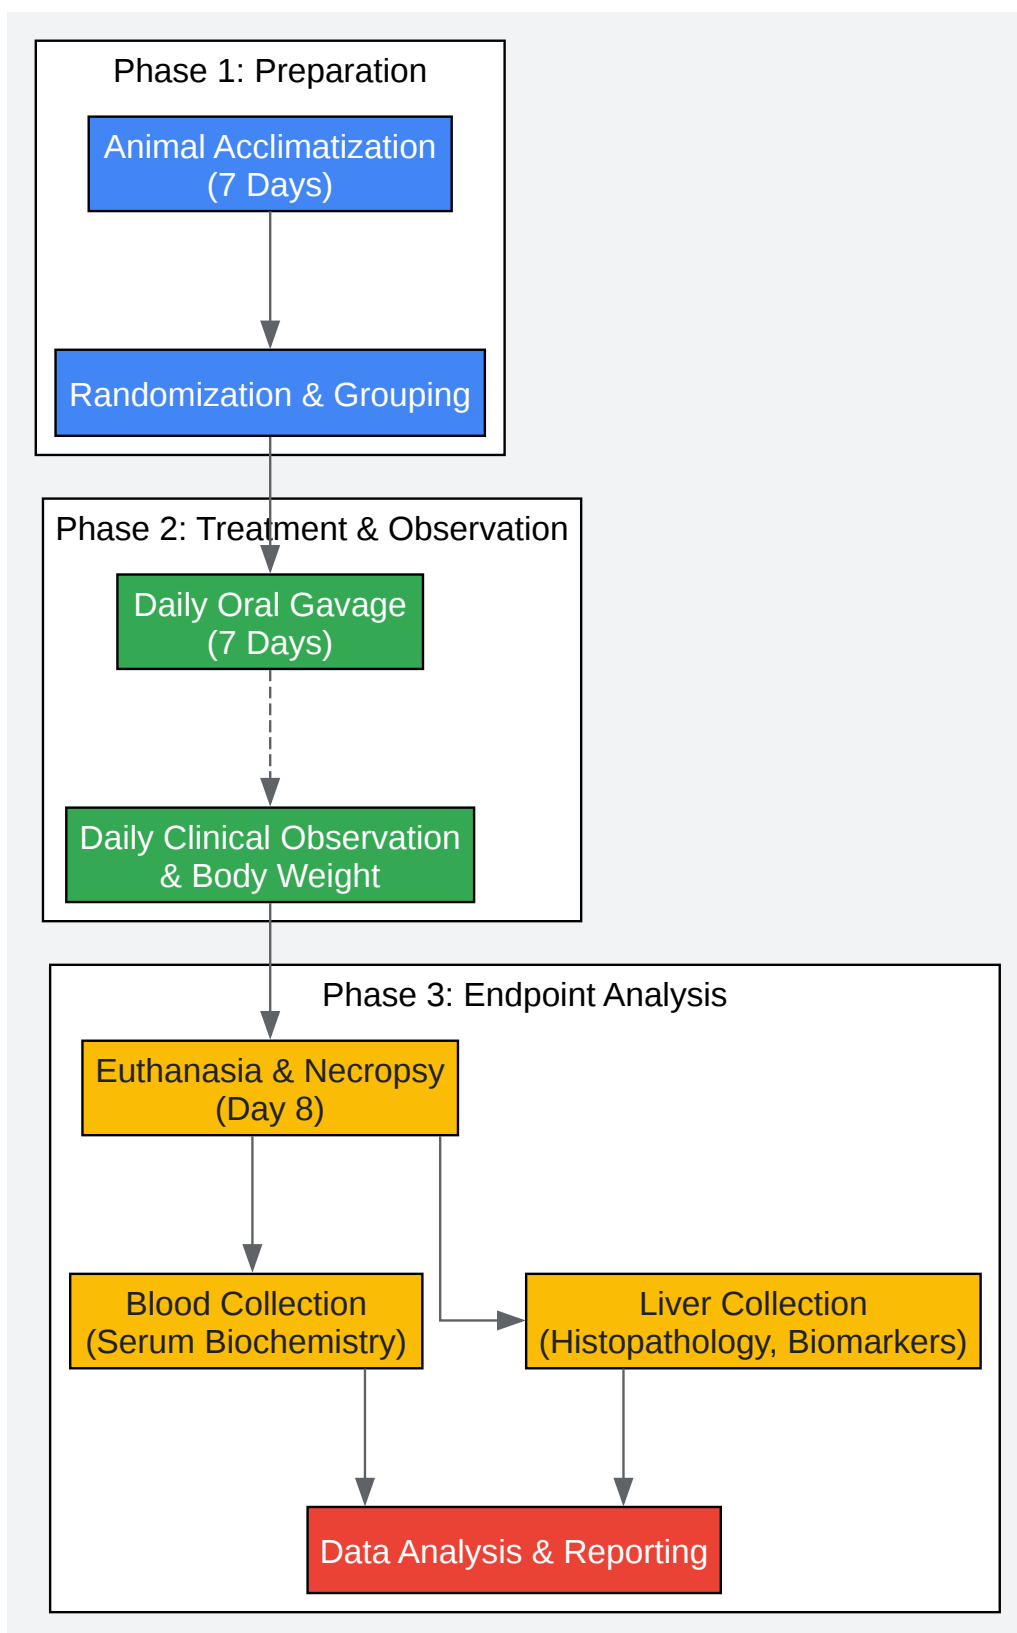 Phase 1: Preparation
Animal Acclimatization
(7 Days)
Randomization & Grouping
Phase 2: Treatment & Observation
Daily Oral Gavage
(7 Days)
Daily Clinical Observation
& Body Weight
Phase 3: Endpoint Analysis
Euthanasia & Necropsy
(Day 8)
Blood Collection
(Serum Biochemistry)
Liver Collection
(Histopathology, Biomarkers)
Data Analysis & Reporting